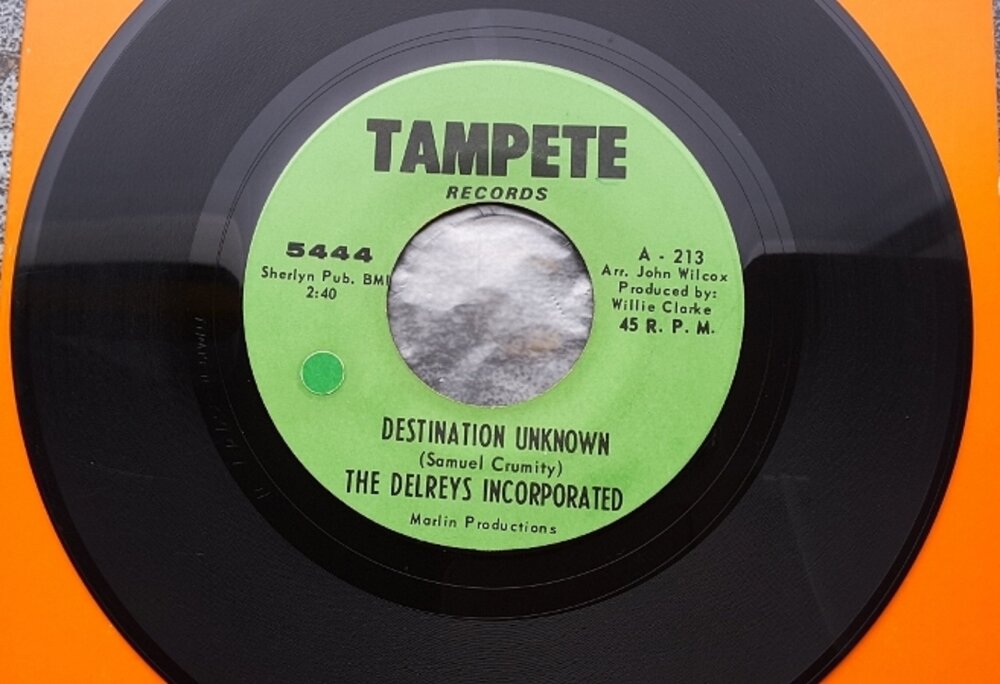 TAMPETE
RECORDS
5444
Sherlyn Pub. BMI
2:40
A - 213
Arr. John Wilcox
Produced by:
Willie Clarke
45 R. P. M.
DESTINATION UNKNOWN
(Samuel Crumity)
THE DELREYS INCORPORATED
Marlin Productions